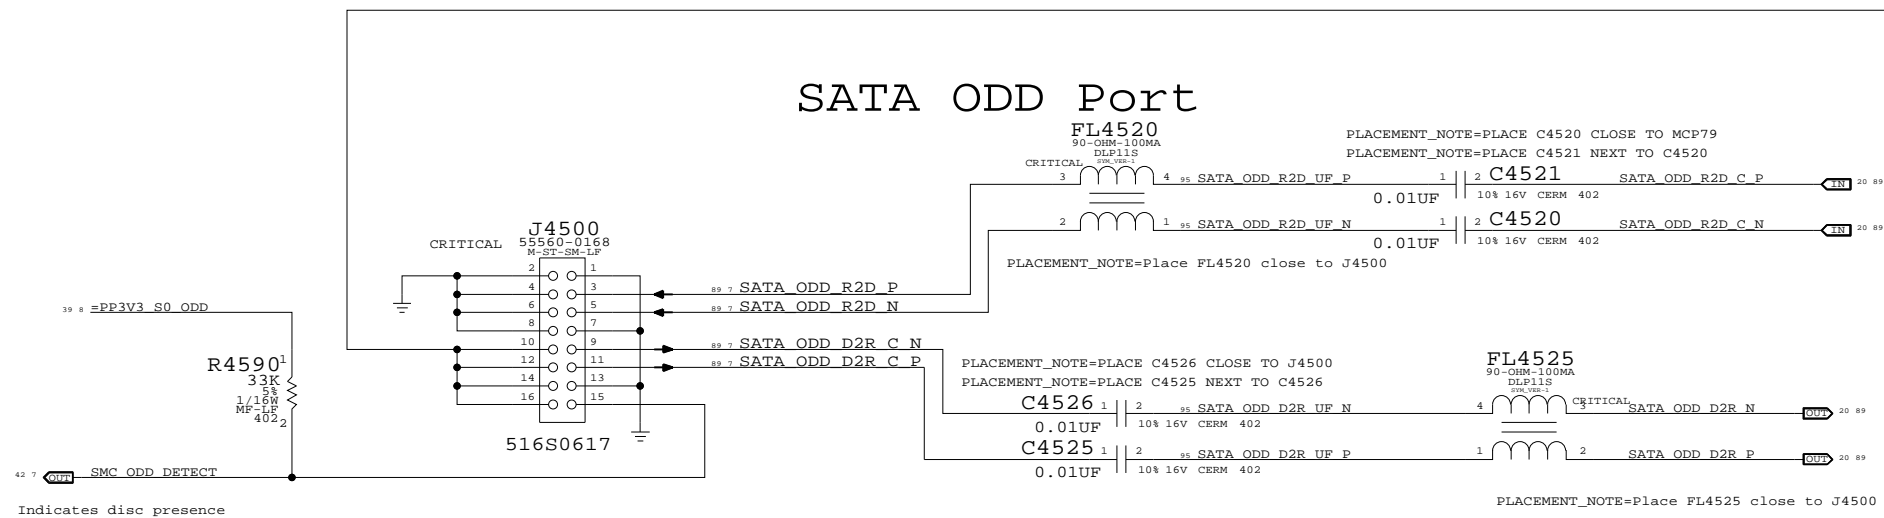 SATA ODD Port
FL4520
90-OHM-100MA
DLP11S
SYM_VER-1
CRITICAL
3
4
95 SATA_ODD_R2D_UF_P
2
1
95 SATA_ODD_R2D_UF_N
PLACEMENT_NOTE=PLACE C4520 CLOSE TO MCP79
PLACEMENT_NOTE=PLACE C4521 NEXT TO C4520
1
2
C4521
0.01UF
10% 16V CERM 402
SATA_ODD_R2D_C_P
IN
20 89
1
2
C4520
0.01UF
10% 16V CERM 402
SATA_ODD_R2D_C_N
IN
20 89
PLACEMENT_NOTE=Place FL4520 close to J4500
J4500
CRITICAL
55560-0168
M-ST-SM-LF
2
1
4
3
6
5
8
7
10
9
12
11
14
13
16
15
516S0617
89 7 SATA_ODD_R2D_P
89 7 SATA_ODD_R2D_N
89 7 SATA_ODD_D2R_C_N
89 7 SATA_ODD_D2R_C_P
39 8 =PP3V3_S0_ODD
R4590
1
33K
5%
1/16W
MF-LF
402
2
42 7 OUT SMC_ODD_DETECT
Indicates disc presence
PLACEMENT_NOTE=PLACE C4526 CLOSE TO J4500
PLACEMENT_NOTE=PLACE C4525 NEXT TO C4526
C4526
1
2
0.01UF
10% 16V CERM 402
95 SATA_ODD_D2R_UF_N
C4525
1
2
0.01UF
10% 16V CERM 402
95 SATA_ODD_D2R_UF_P
FL4525
90-OHM-100MA
DLP11S
SYM_VER-1
CRITICAL
4
3
SATA_ODD_D2R_N
OUT
20 89
1
2
SATA_ODD_D2R_P
OUT
20 89
PLACEMENT_NOTE=Place FL4525 close to J4500